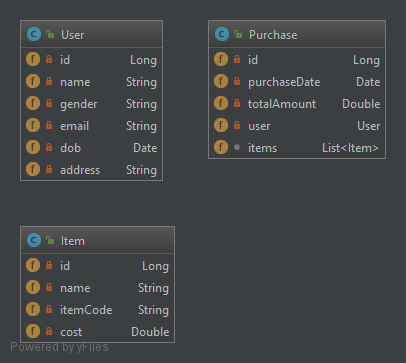 User
id Long
name String
gender String
email String
dob Date
address String
Purchase
id Long
purchaseDate Date
totalAmount Double
user User
items List<Item>
Item
id Long
name String
itemCode String
cost Double
Powered by yFiles